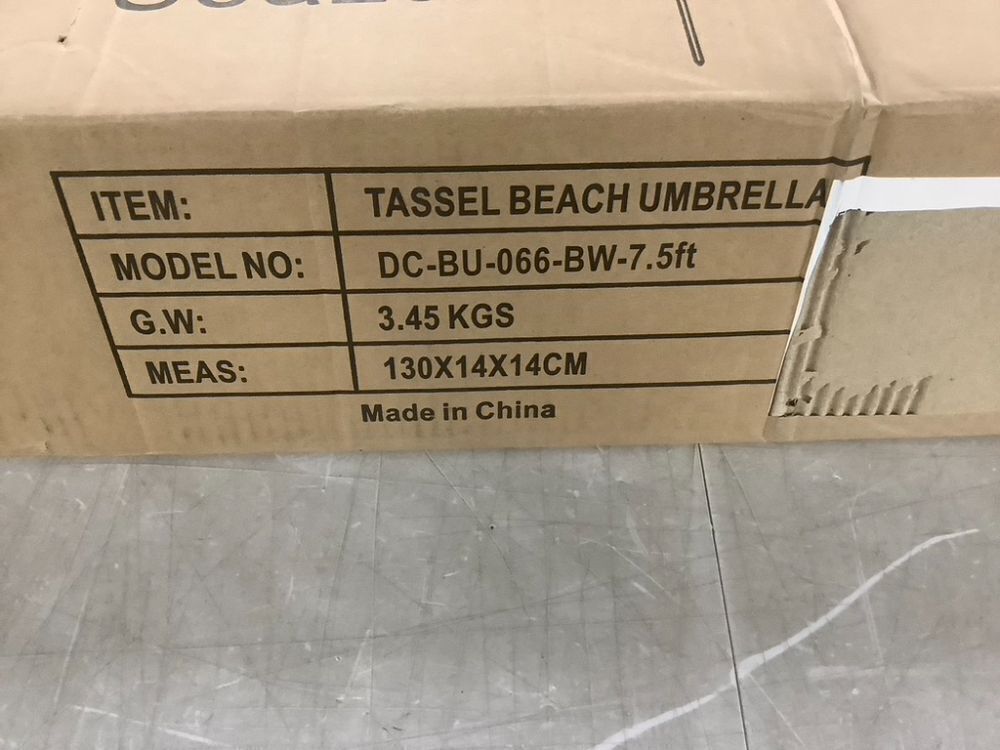 ITEM: TASSEL BEACH UMBRELLA
MODEL NO: DC-BU-066-BW-7.5ft
G.W: 3.45 KGS
MEAS: 130X14X14CM
Made in China